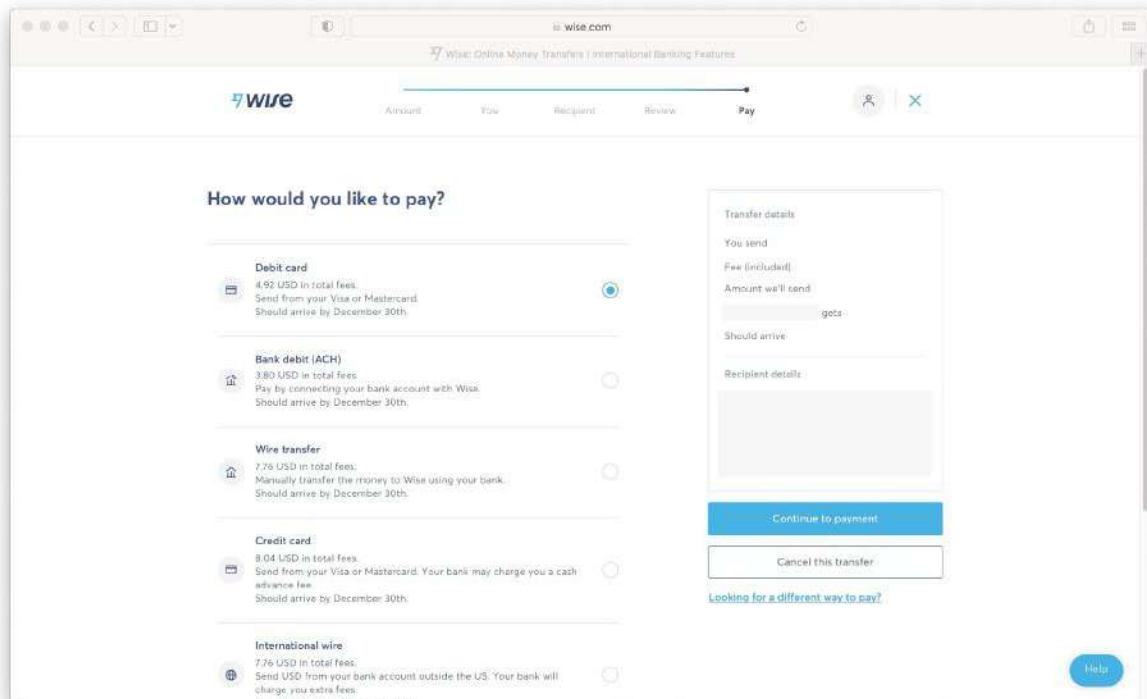 wise.com
Wise: Online Money Transfers | International Banking Features
wise
Amount
You
Recipient
Review
Pay
How would you like to pay?
Debit card
4.92 USD in total fees.
Send from your Visa or Mastercard.
Should arrive by December 30th.
Bank debit (ACH)
3.80 USD in total fees
Pay by connecting your bank account with Wise.
Should arrive by December 30th.
Wire transfer
7.76 USD in total fees.
Manually transfer the money to Wise using your bank.
Should arrive by December 30th.
Credit card
8.04 USD in total fees.
Send from your Visa or Mastercard. Your bank may charge you a cash
advance fee.
Should arrive by December 30th.
International wire
7.76 USD in total fees.
Send USD from your bank account outside the US. Your bank will
charge you extra fees.
Transfer details
You send
Fee (included)
Amount we'll send
gets
Should arrive
Recipient details
Continue to payment
Cancel this transfer
Looking for a different way to pay?
Help